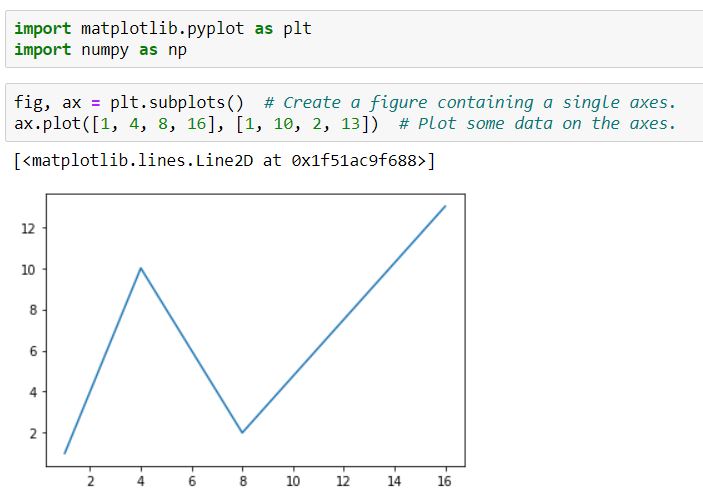 import matplotlib.pyplot as plt
import numpy as np
fig, ax = plt.subplots()  # Create a figure containing a single axes.
ax.plot([1, 4, 8, 16], [1, 10, 2, 13])  # Plot some data on the axes.
[<matplotlib.lines.Line2D at 0x1f51ac9f688>]
12
10
8
6
4
2
2 4 6 8 10 12 14 16